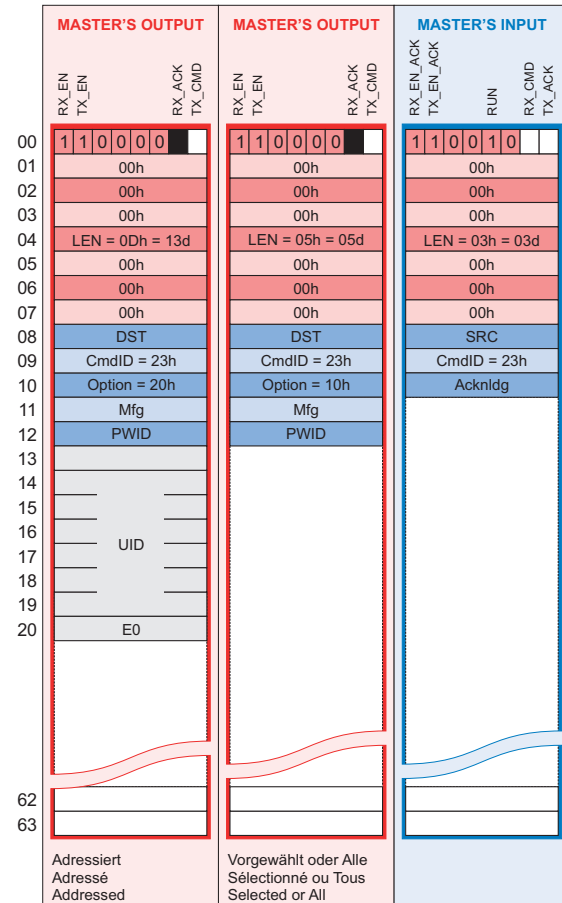 MASTER'S OUTPUT MASTER'S OUTPUT MASTER'S INPUT
RX_EN TX_EN RX_ACK TX_CMD RX_EN TX_EN RX_ACK TX_CMD RX_EN_ACK TX_EN_ACK RUN RX_CMD TX_ACK
00 1 1 0 0 0 0 1 1 0 0 0 0 1 1 0 0 1 0
01 00h 00h 00h
02 00h 00h 00h
03 00h 00h 00h
04 LEN = 0Dh = 13d LEN = 05h = 05d LEN = 03h = 03d
05 00h 00h 00h
06 00h 00h 00h
07 00h 00h 00h
08 DST DST SRC
09 CmdID = 23h CmdID = 23h CmdID = 23h
10 Option = 20h Option = 10h Acknldg
11 Mfg Mfg
12 PWID PWID
13
14
15
16
UID
17
18
19
20 E0
62
63
Adressiert Vorgewählt oder Alle
Adressé Sélectionné ou Tous
Addressed Selected or All